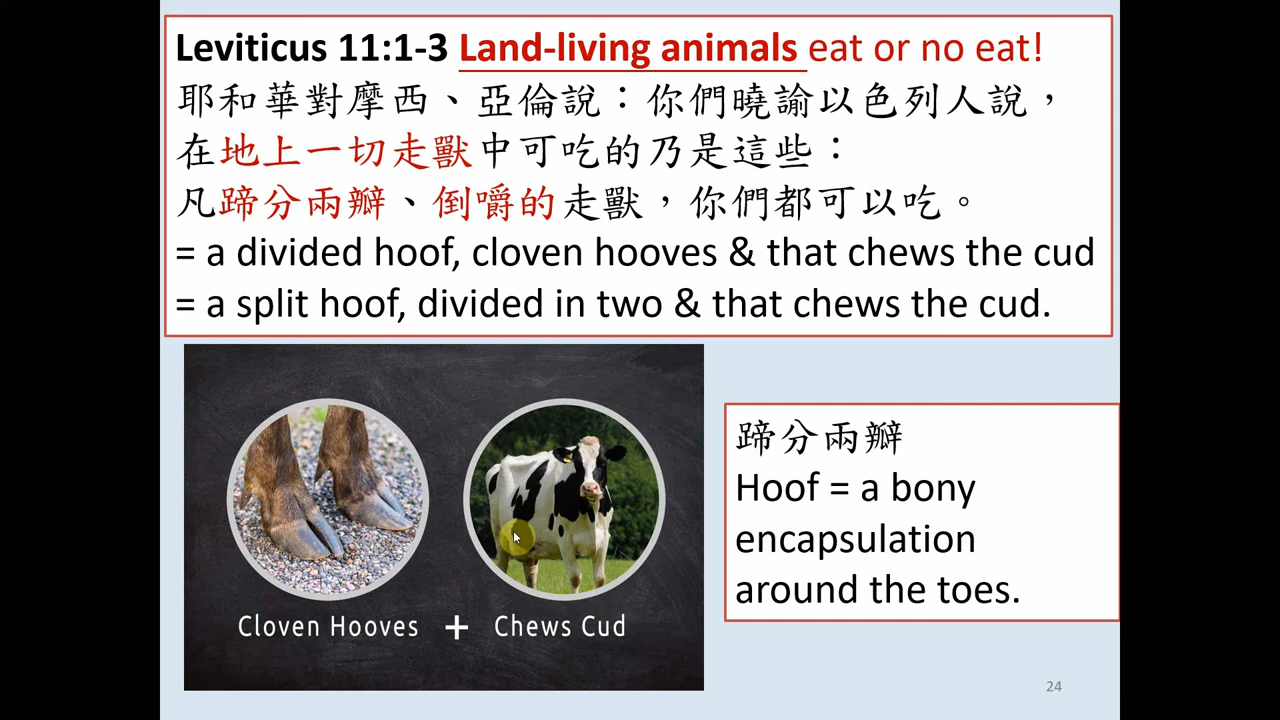 Leviticus 11:1-3 Land-living animals eat or no eat!
耶和華對摩西、亞倫說：你們曉諭以色列人說，
在地上一切走獸中可吃的乃是這些：
凡蹄分兩瓣、倒嚼的走獸，你們都可以吃。
= a divided hoof, cloven hooves & that chews the cud
= a split hoof, divided in two & that chews the cud.
Cloven Hooves + Chews Cud
蹄分兩瓣
Hoof = a bony
encapsulation
around the toes.
24